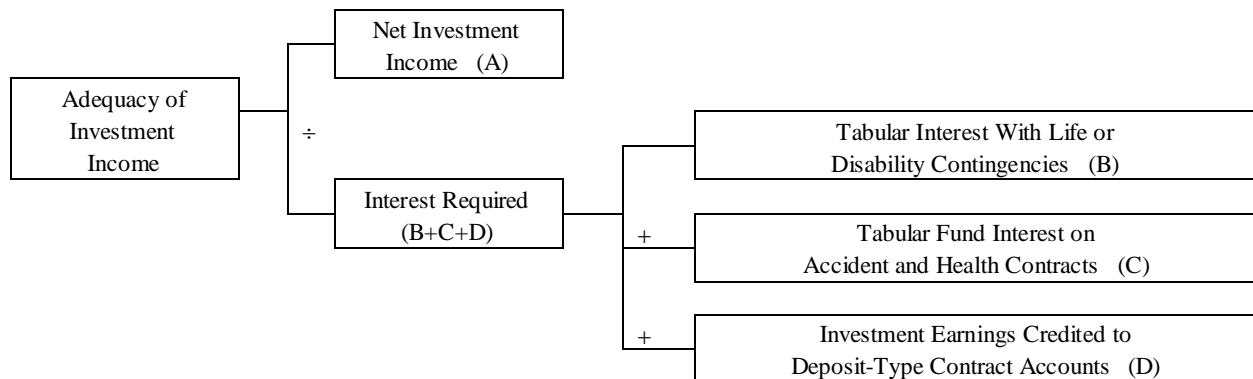 Net Investment
Income (A)
Adequacy of
Investment
Income
÷
Tabular Interest With Life or
Disability Contingencies (B)
Interest Required
(B+C+D)
+
Tabular Fund Interest on
Accident and Health Contracts (C)
+
Investment Earnings Credited to
Deposit-Type Contract Accounts (D)